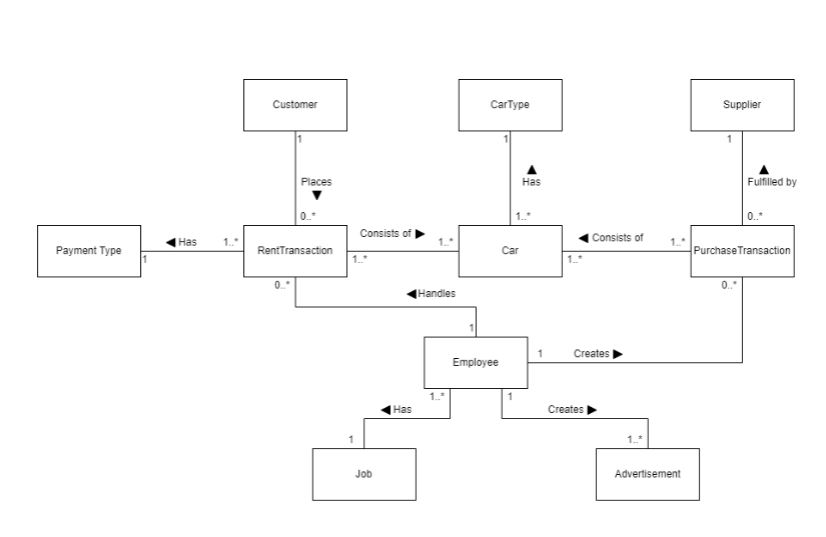 Customer
CarType
Supplier
1
1
1
Places
Has
Fulfilled by
0..*
1..*
0..*
Payment Type
Has
1..*
1
RentTransaction
Consists of
1..*
1..*
Car
Consists of
1..*
1..*
PurchaseTransaction
0..*
0..*
Handles
1
Employee
1
Creates
1..*
1
Has
Creates
1
1..*
Job
Advertisement